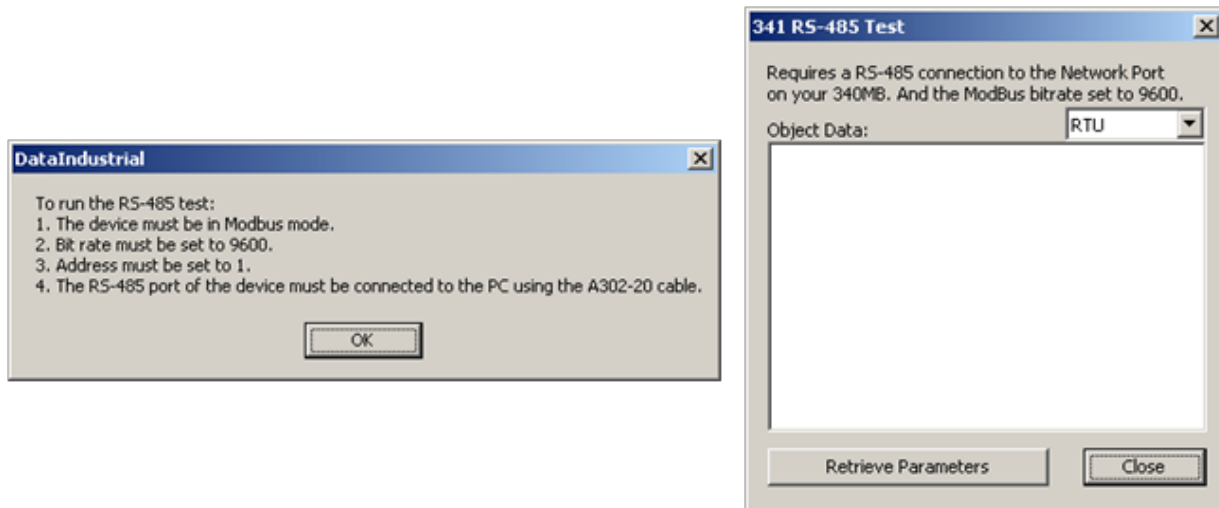 DataIndustrial
To run the RS-485 test:
1. The device must be in Modbus mode.
2. Bit rate must be set to 9600.
3. Address must be set to 1.
4. The RS-485 port of the device must be connected to the PC using the A302-20 cable.
OK
341 RS-485 Test
Requires a RS-485 connection to the Network Port
on your 340MB. And the ModBus bitrate set to 9600.
Object Data:
RTU
Retrieve Parameters
Close